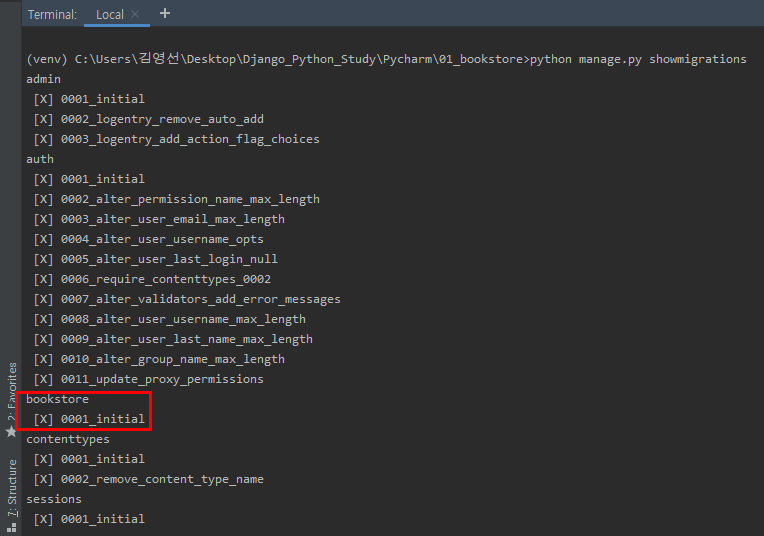 Terminal: Local × +
(venv) C:\Users\김영선\Desktop\Django_Python_Study\Pycharm\01_bookstore>python manage.py showmigrations
admin
 [X] 0001_initial
 [X] 0002_logentry_remove_auto_add
 [X] 0003_logentry_add_action_flag_choices
auth
 [X] 0001_initial
 [X] 0002_alter_permission_name_max_length
 [X] 0003_alter_user_email_max_length
 [X] 0004_alter_user_username_opts
 [X] 0005_alter_user_last_login_null
 [X] 0006_require_contenttypes_0002
 [X] 0007_alter_validators_add_error_messages
 [X] 0008_alter_user_username_max_length
 [X] 0009_alter_user_last_name_max_length
 [X] 0010_alter_group_name_max_length
 [X] 0011_update_proxy_permissions
bookstore
 [X] 0001_initial
contenttypes
 [X] 0001_initial
 [X] 0002_remove_content_type_name
sessions
 [X] 0001_initial
2: Favorites
7: Structure